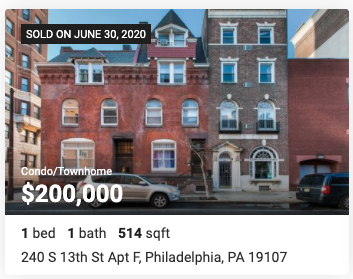 SOLD ON JUNE 30, 2020
Condo/Townhome
$200,000
1 bed 1 bath 514 sqft
240 S 13th St Apt F, Philadelphia, PA 19107